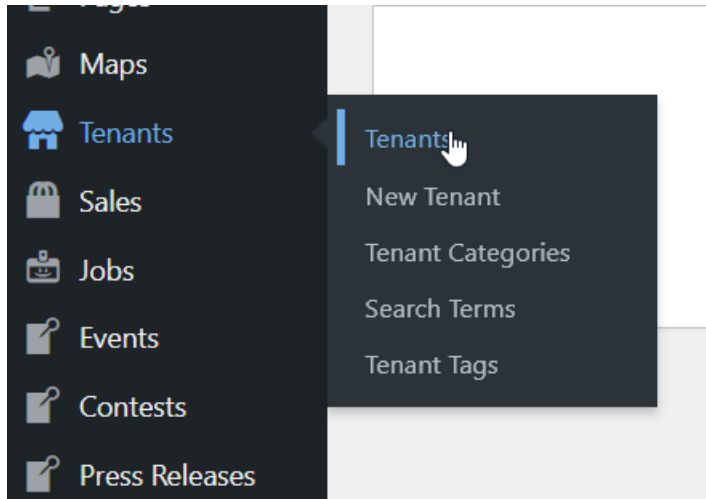 Maps
Tenants
Sales
Jobs
Events
Contests
Press Releases
Tenants
New Tenant
Tenant Categories
Search Terms
Tenant Tags